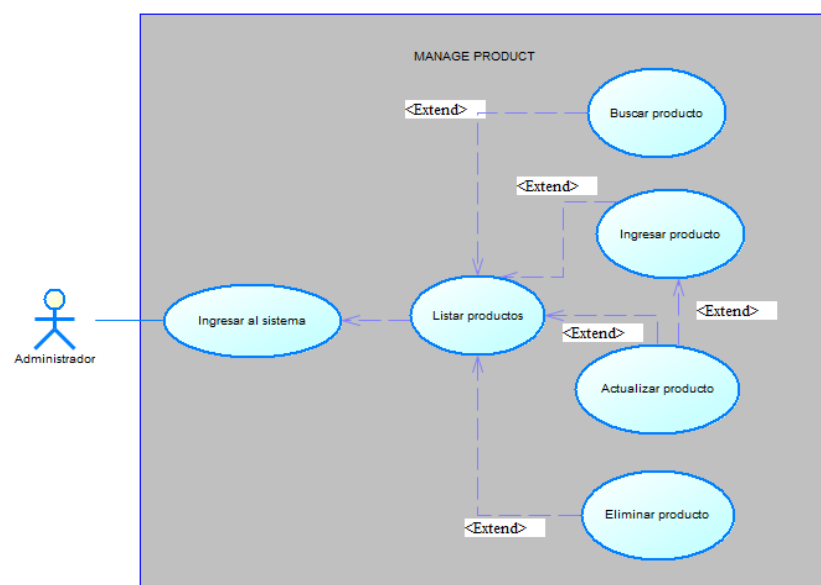 MANAGE PRODUCT
<Extend>
Buscar producto
<Extend>
Ingresar producto
Ingresar al sistema
Listar productos
<Extend>
<Extend>
Administrador
Actualizar producto
Eliminar producto
<Extend>